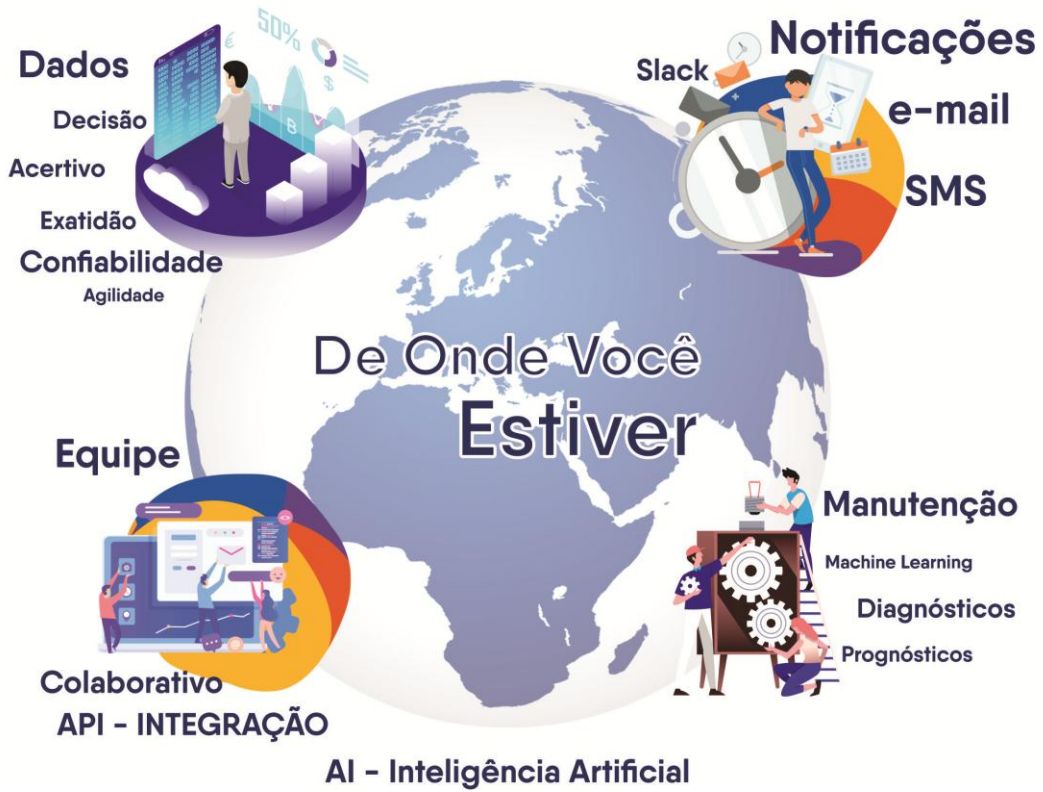 Dados
Decisão
Acertivo
Exatidão
Confiabilidade
Agilidade
50%
€
$
B
Notificações
Slack
e-mail
SMS
De Onde Você
Estiver
Equipe
Colaborativo
API - INTEGRAÇÃO
Manutenção
Machine Learning
Diagnósticos
Prognósticos
AI - Inteligência Artificial